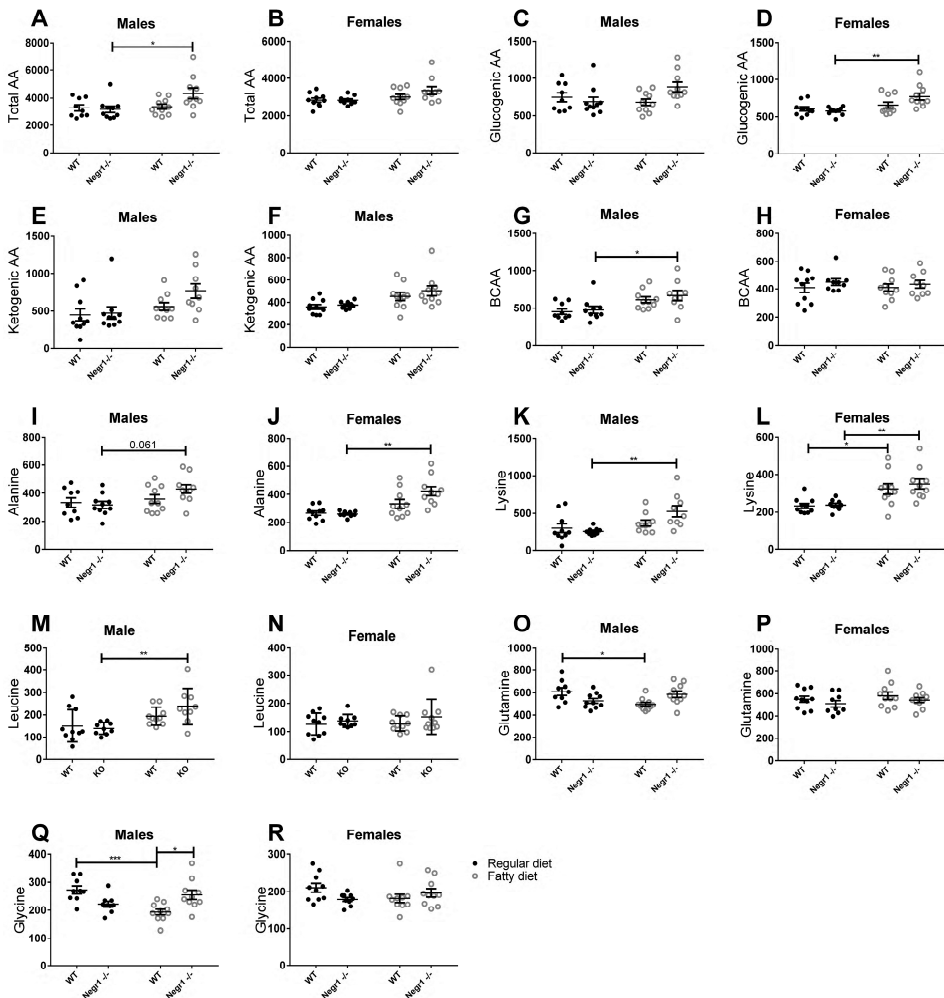 A Males
Tctal AA
8000
6000
4000
2000
0
*
WT Negr1-/- WT Negr1-/-
B Females
Tctal AA
6000
4000
2000
0
WT Negr1-/- WT Negr1-/-
C Males
Glucogenic AA
1500
1000
500
0
WT Negr1-/- WT Negr1-/-
D Females
Glucogenic AA
1500
1000
500
0
**
WT Negr1-/- WT Negr1-/-
E Males
Ketogenic AA
1500
1000
500
0
WT Negr1-/- WT Negr1-/-
F Males
Ketogenic AA
1000
800
600
400
200
0
WT Negr1-/- WT Negr1-/-
G Males
BCAA
1500
1000
500
0
*
WT Negr1-/- WT Negr1-/-
H Females
BCAA
800
600
400
200
0
WT Negr1-/- WT Negr1-/-
I Males
Alanine
800
600
400
200
0
0.061
WT Negr1-/- WT Negr1-/-
J Females
Alanine
800
600
400
200
0
**
WT Negr1-/- WT Negr1-/-
K Males
Lysine
1500
1000
500
0
**
WT Negr1-/- WT Negr1-/-
L Females
Lysine
600
400
200
0
**
*
WT Negr1-/- WT Negr1-/-
M Male
Leucine
500
400
300
200
100
0
**
WT KO WT KO
N Female
Leucine
400
300
200
100
0
WT KO WT KO
O Males
Glutamine
1000
800
600
400
200
0
*
WT Negr1 -/- WT Negr1 -/-
P Females
Glutamine
1000
800
600
400
200
0
WT Negr1 -/- WT Negr1 -/-
Q Males
Glycine
400
300
200
100
0
***
*
WT Negr1 -/- WT Negr1 -/-
R Females
Glycine
300
200
100
0
WT Negr1 -/- WT Negr1 -/-
Regular diet
Fatty diet